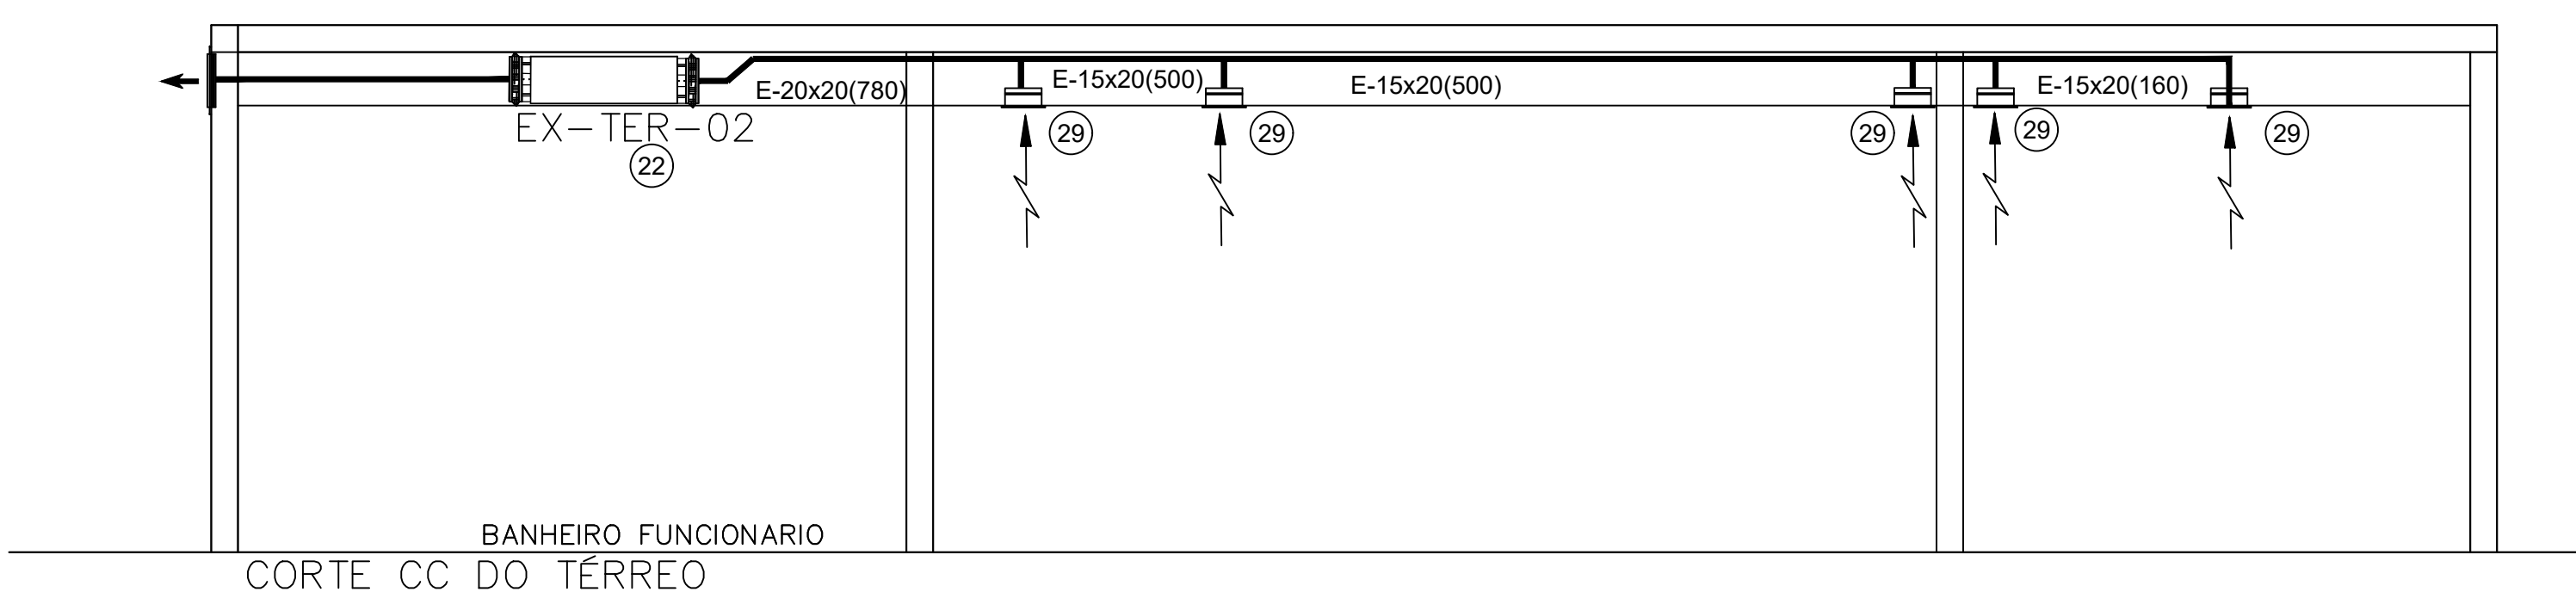 E-20x20(780)
E-15x20(500)
E-15x20(500)
E-15x20(160)
EX-TER-02
22
29
29
29
29
29
BANHEIRO FUNCIONARIO
CORTE CC DO TÉRREO